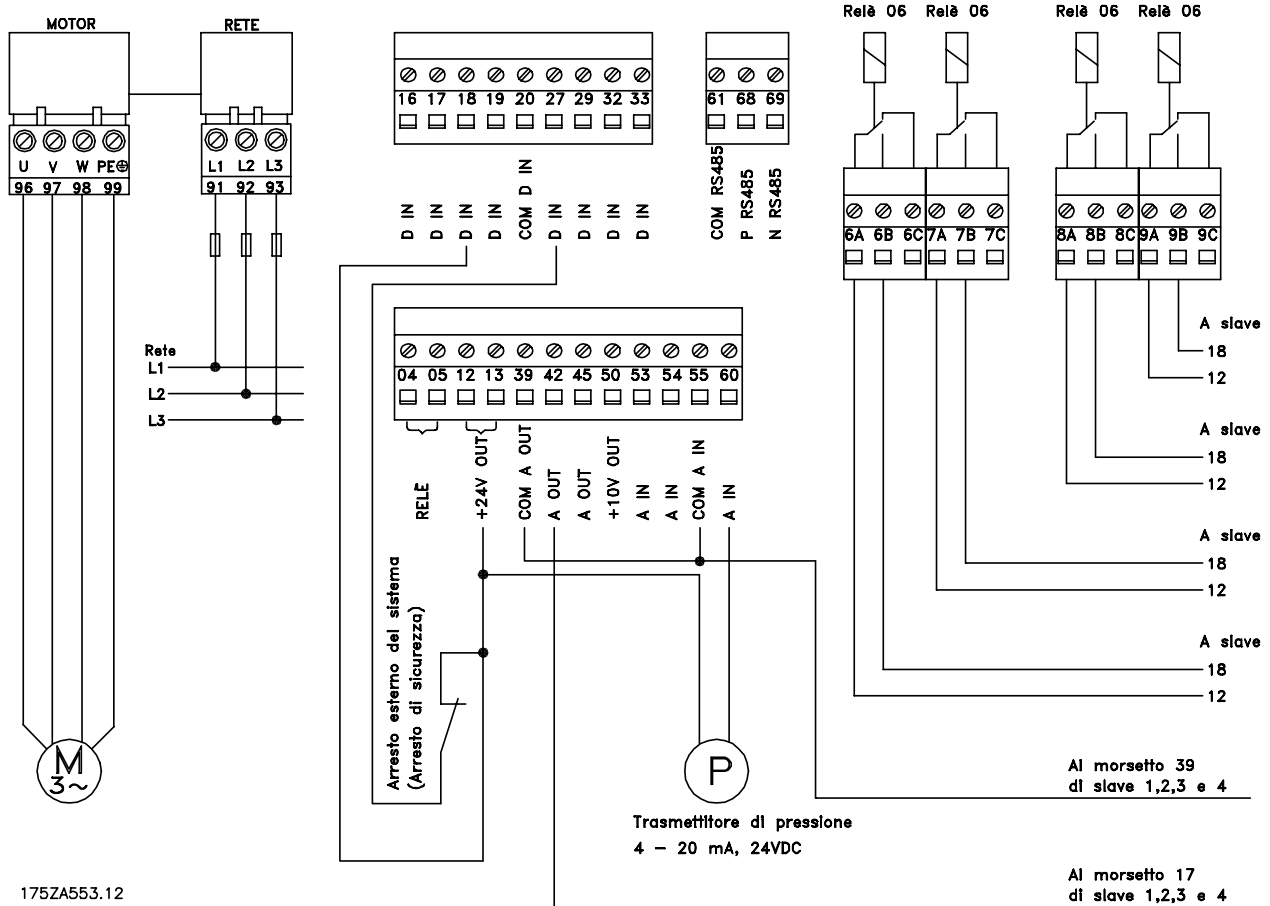 MOTOR
RETE
Relè 06 Relè 06
Relè 06 Relè 06
16 17 18 19 20 27 29 32 33
61 68 69
U V W PE
96 97 98 99
L1 L2 L3
91 92 93
D IN
D IN
D IN
D IN
COM D IN
D IN
D IN
D IN
D IN
COM RS485
P RS485
N RS485
6A 6B 6C 7A 7B 7C
8A 8B 8C 9A 9B 9C
Rete
L1
L2
L3
04 05 12 13 39 42 45 50 53 54 55 60
RELÈ
+24V OUT
COM A OUT
A OUT
A OUT
+10V OUT
A IN
A IN
COM A IN
A IN
A slave
18
12
A slave
18
12
A slave
18
12
A slave
18
12
Arresto esterno del sistema
(Arresto di sicurezza)
M
3~
P
Trasmettitore di pressione
4 – 20 mA, 24VDC
Al morsetto 39
di slave 1,2,3 e 4
Al morsetto 17
di slave 1,2,3 e 4
175ZA553.12